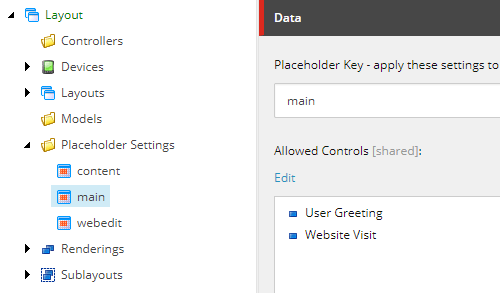 Layout
Controllers
Devices
Layouts
Models
Placeholder Settings
content
main
webedit
Renderings
Sublayouts
Data
Placeholder Key - apply these settings to
main
Allowed Controls [shared]:
Edit
User Greeting
Website Visit